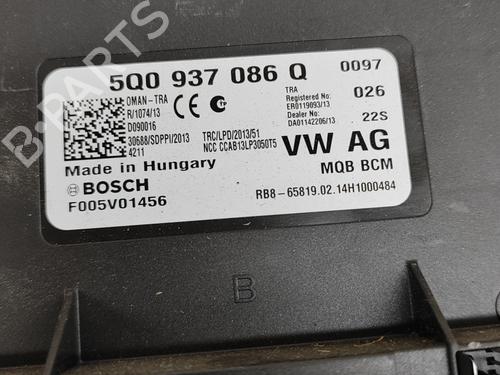 B-PARTS
5Q0 937 086 Q
0097
OMAN-TRA
R/1074/13
D090016
30688/SDPPI/2013
4211
CE
TRC/LPD/2013/51
NCC CCAB13LP3050T5
TRA
Registered No:
ER0119093/13
Dealer No:
DA01142206/13
026
22S
Made in Hungary
VW AG
BOSCH
MQB BCM
F005V01456
RB8-65819.02.14H1000484
B